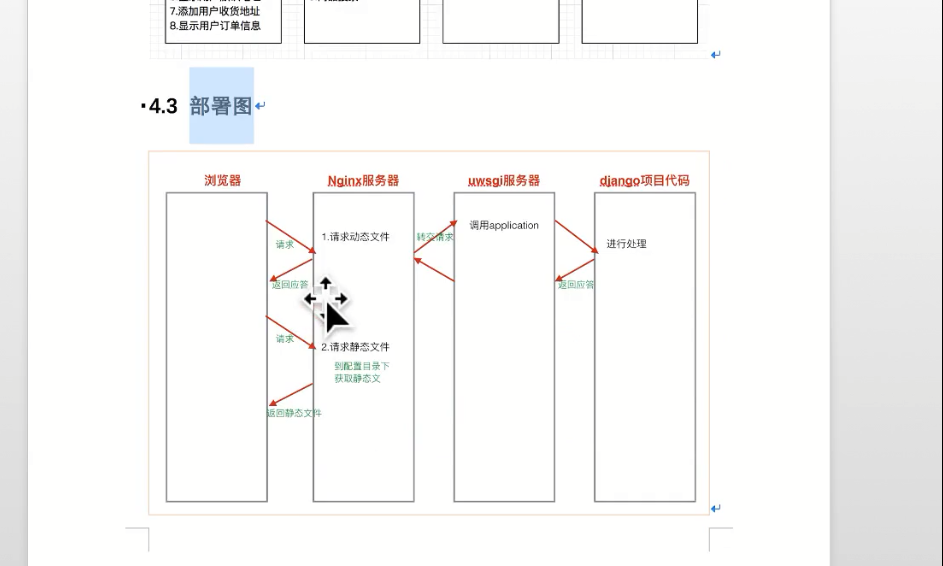 7.添加用户收货地址
8.显示用户订单信息
4.3 部署图
浏览器 Nginx服务器 uwsgi服务器 django项目代码
1.请求动态文件
转交请求
调用application
请求
进行处理
返回应答
返回应答
请求
2.请求静态文件
到配置目录下
获取静态文
返回静态文件